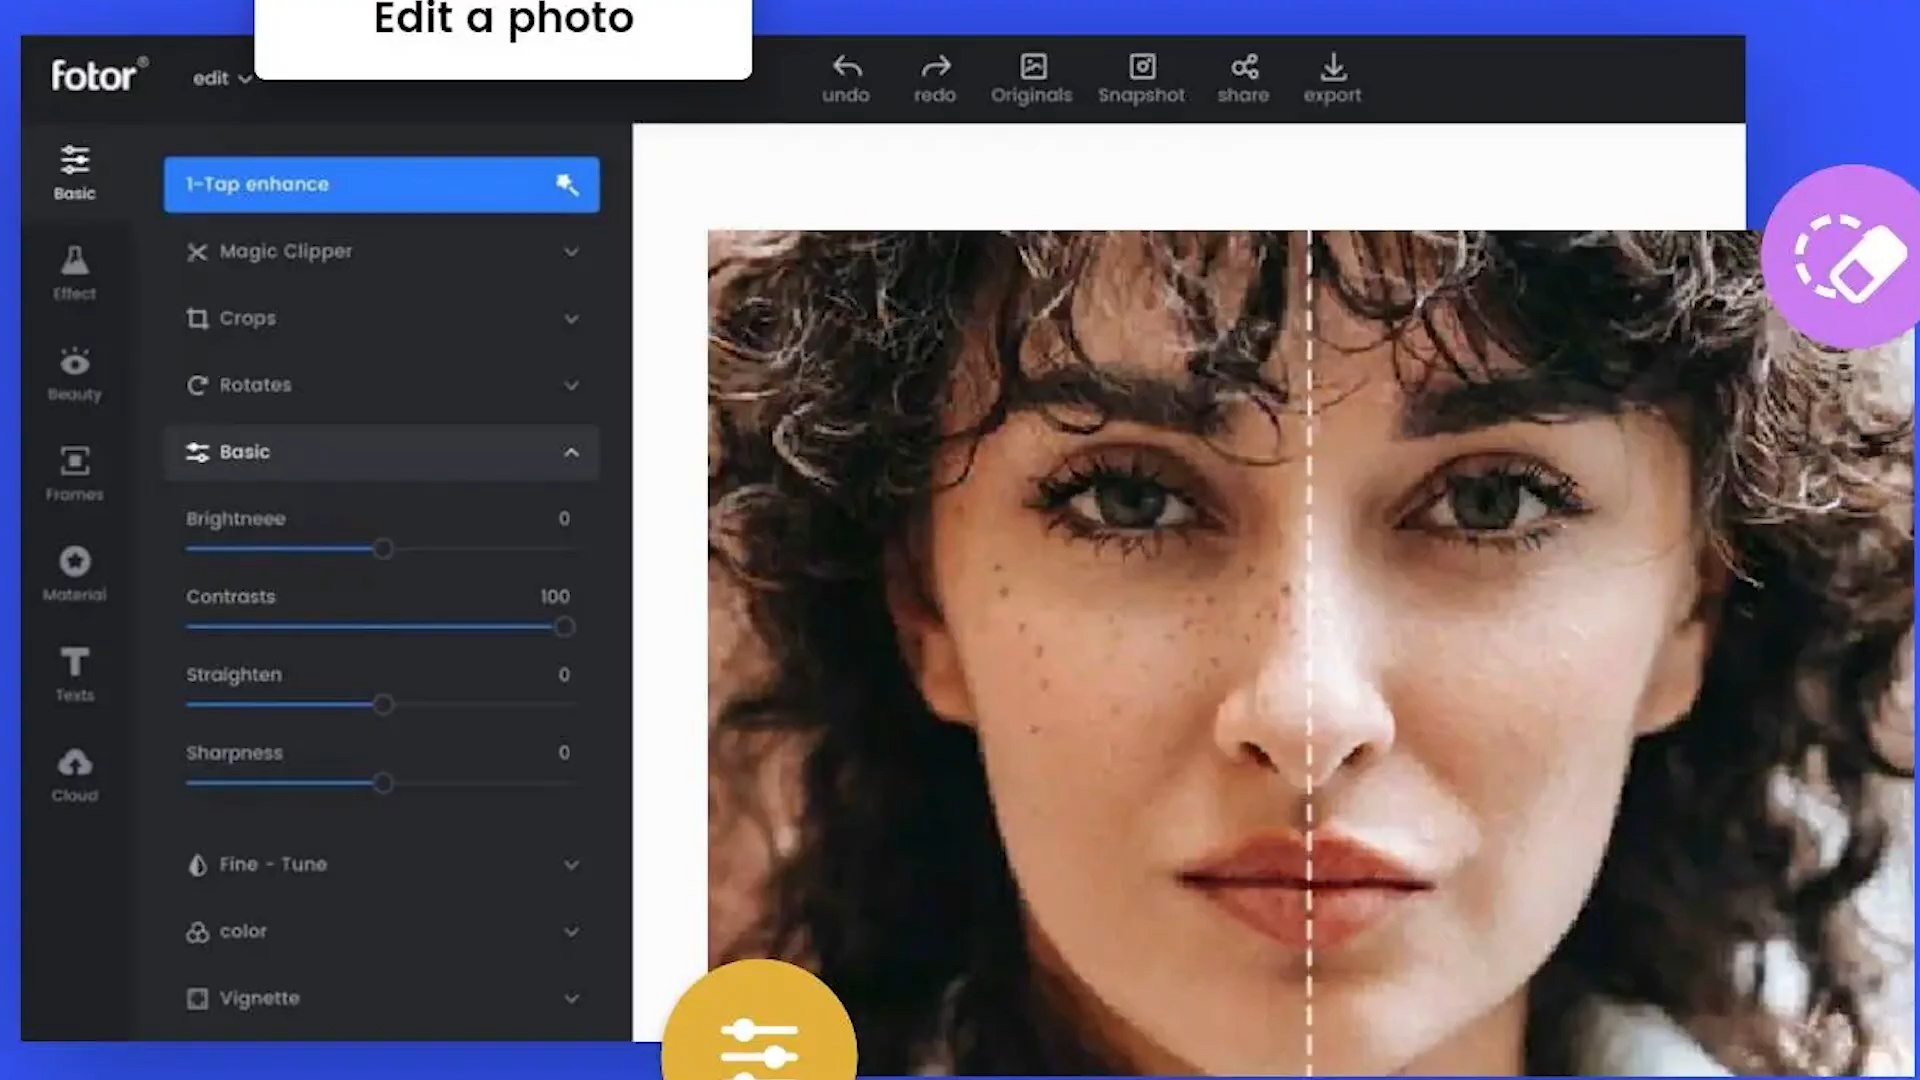 Edit a photo
fotor®
edit
undo
redo
Originals
Snapshot
share
export
Basic
Effect
Beauty
Frames
Material
Texts
Cloud
1-Tap enhance
Magic Clipper
Crops
Rotates
Basic
Brightneee 0
Contrasts 100
Straighten 0
Sharpness 0
Fine - Tune
color
Vignette